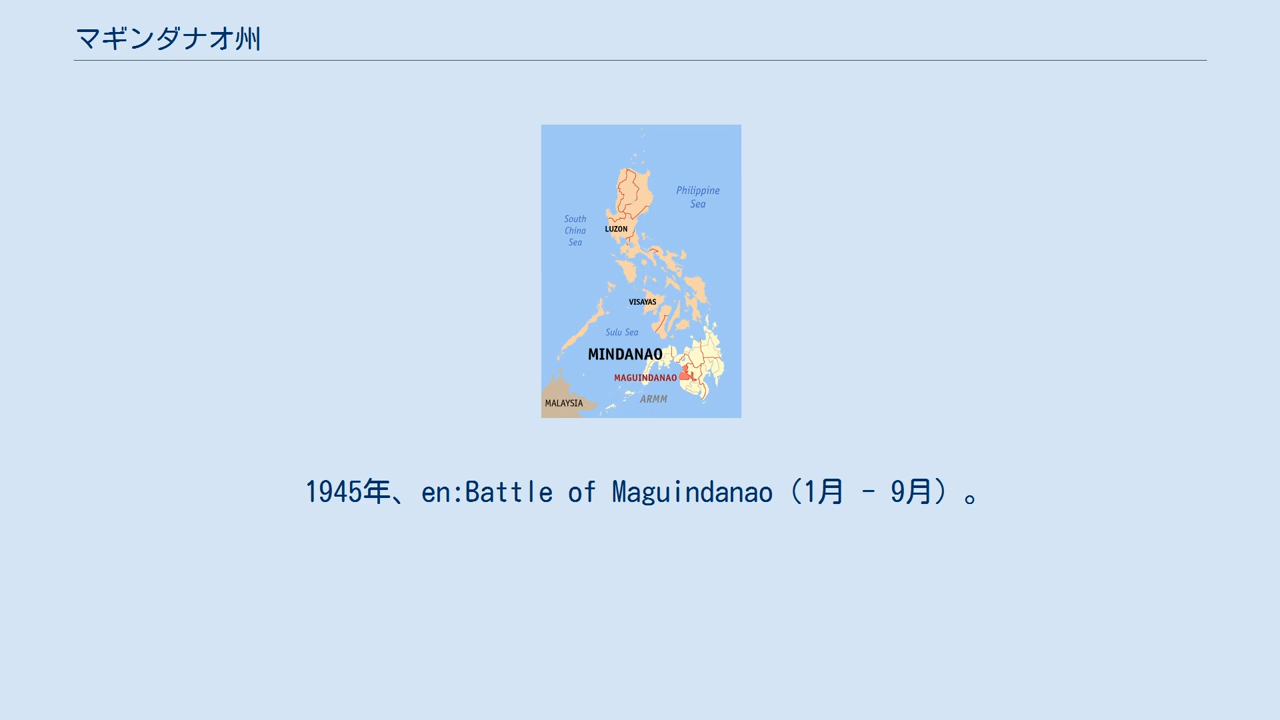 マギンダナオ州
Philippine
Sea
South
China
Sea
LUZON
VISAYAS
Sulu Sea
MINDANAO
MAGUINDANAO
ARMM
MALAYSIA
1945年、en:Battle of Maguindanao（1月 - 9月）。